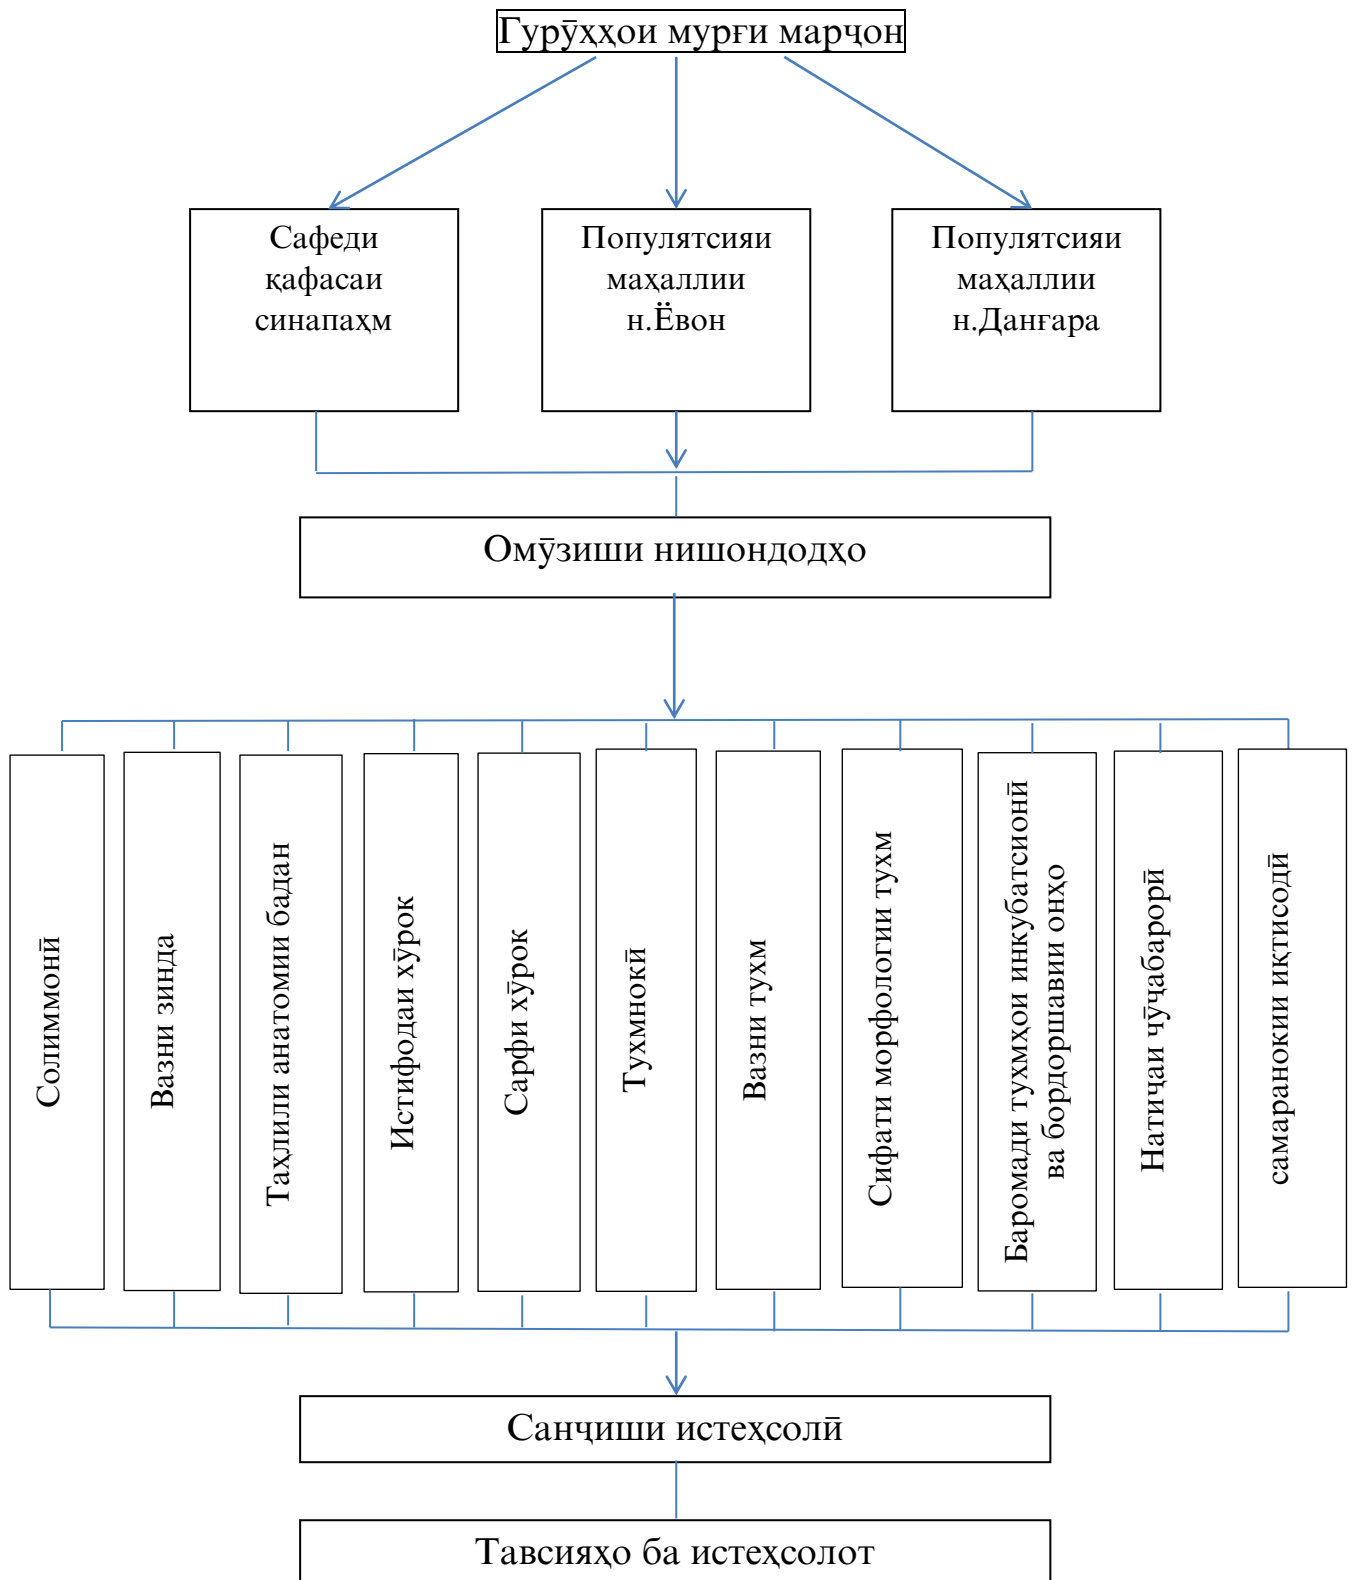 Гурӯҳҳои мурғи марҷон
Сафеди
қафасаи
синапаҳм
Популятсияи
маҳаллии
н.Ёвон
Популятсияи
маҳаллии
н.Данғара
Омӯзиши нишондодҳо
Солиммонӣ
Вазни зинда
Таҳлили анатомии бадан
Истифодаи хӯрок
Сарфи хӯрок
Тухмнокӣ
Вазни тухм
Сифати морфологии тухм
Баромади тухмҳои инкубатсионӣ
ва бордоршавии онҳо
Натиҷаи чӯҷабарорӣ
самаранокии иқтисодӣ
Санҷиши истеҳсолӣ
Тавсияҳо ба истеҳсолот